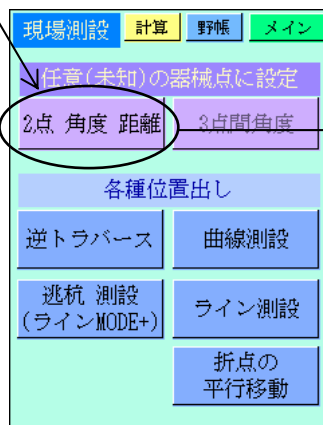 現場測設 計算 野帳 メイン
任意(未知)の器械点に設定
2点 角度 距離 3点間角度
各種位置出し
逆トラバース 曲線測設
逃杭 測設
(ラインMODE+) ライン測設
折点の
平行移動